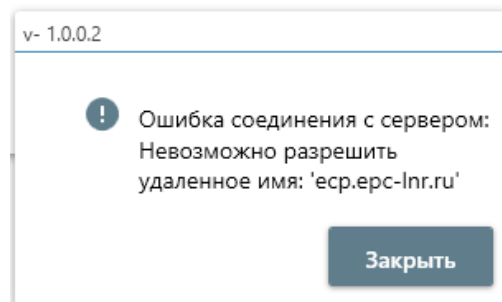 v- 1.0.0.2
Ошибка соединения с сервером:
Невозможно разрешить
удаленное имя: 'ecp.epc-lnr.ru'
Закрыть